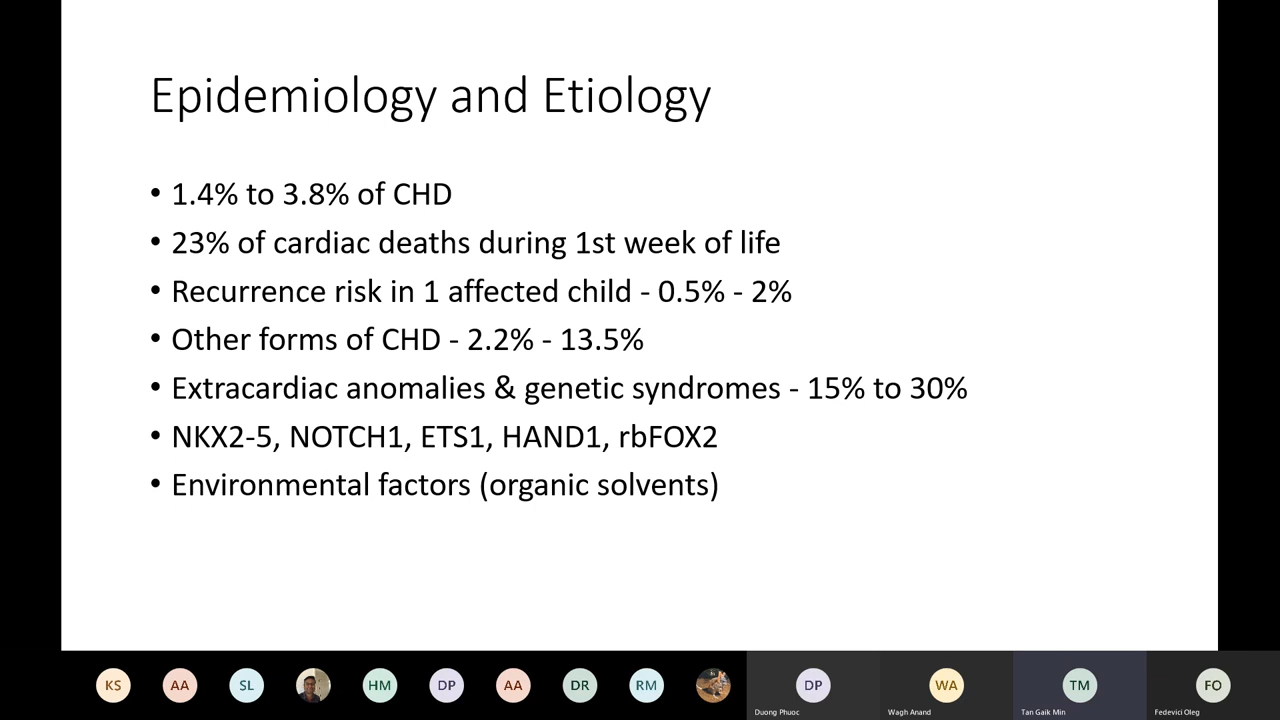 Epidemiology and Etiology
• 1.4% to 3.8% of CHD
• 23% of cardiac deaths during 1st week of life
• Recurrence risk in 1 affected child - 0.5% - 2%
• Other forms of CHD - 2.2% - 13.5%
• Extracardiac anomalies & genetic syndromes - 15% to 30%
• NKX2-5, NOTCH1, ETS1, HAND1, rbFOX2
• Environmental factors (organic solvents)
KS AA SL HM DP AA DR RM DP WA TM FO
Duong Phuoc Wagh Anand Tan Gaik Min Fedevici Oleg